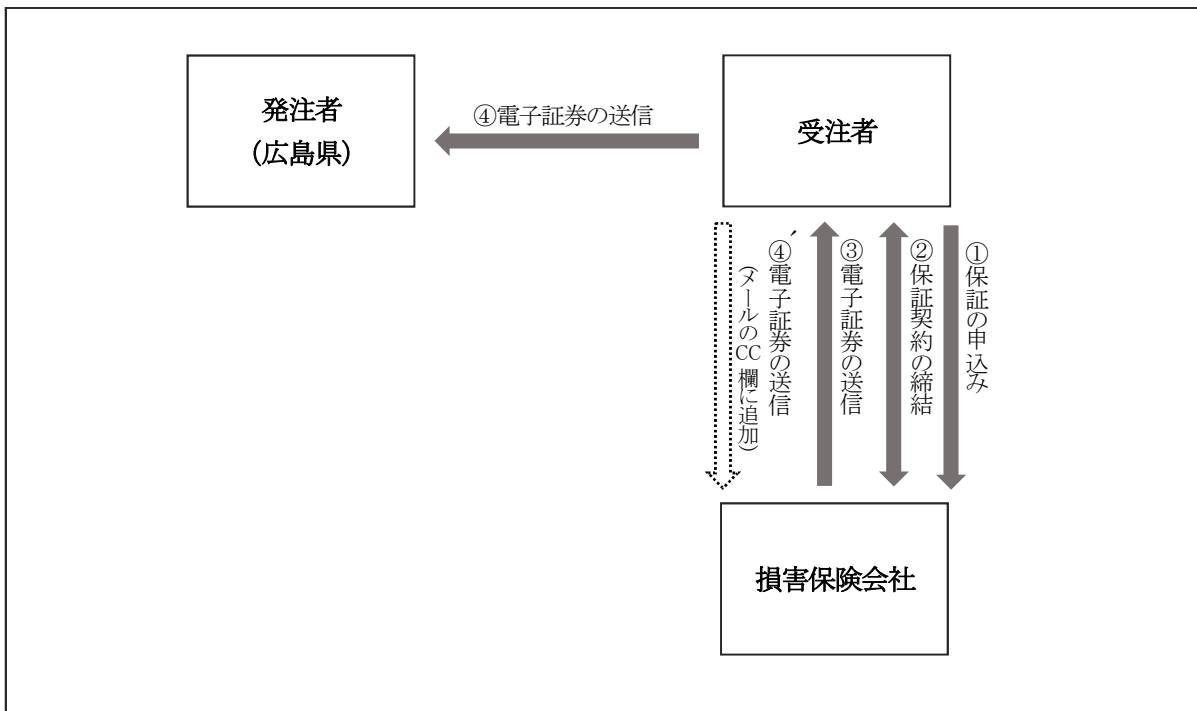 発注者
(広島県)
④電子証券の送信
受注者
①保証の申込み
②保証契約の締結
③電子証券の送信
④´電子証券の送信
(メールのCC欄に追加)
損害保険会社